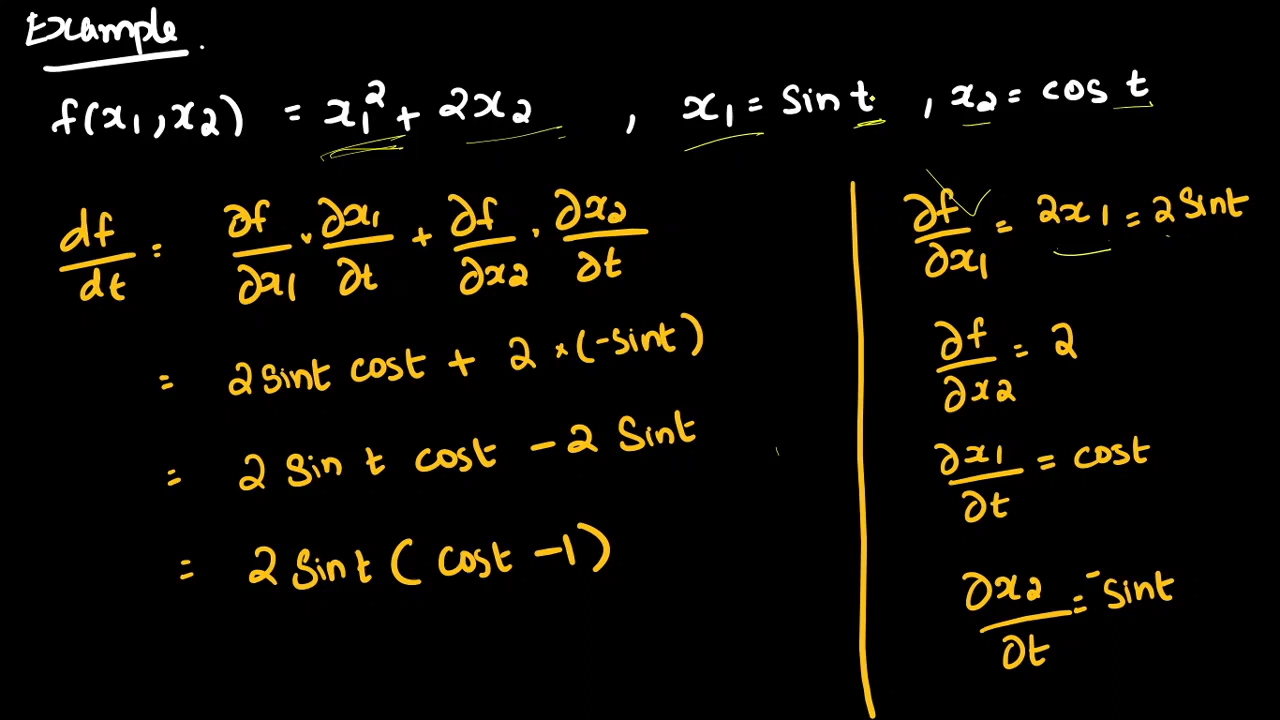 Example.
f(x₁,x₂) = x₁² + 2x₂ , x₁ = Sin t , x₂ = cos t
df/dt = ∂f/∂x₁ · ∂x₁/∂t + ∂f/∂x₂ · ∂x₂/∂t
= 2 sint cost + 2 × (-sint)
= 2 Sin t cost - 2 Sint
= 2 Sint ( cost - 1 )
∂f/∂x₁ = 2x₁ = 2 Sint
∂f/∂x₂ = 2
∂x₁/∂t = cost
∂x₂/∂t = -sint